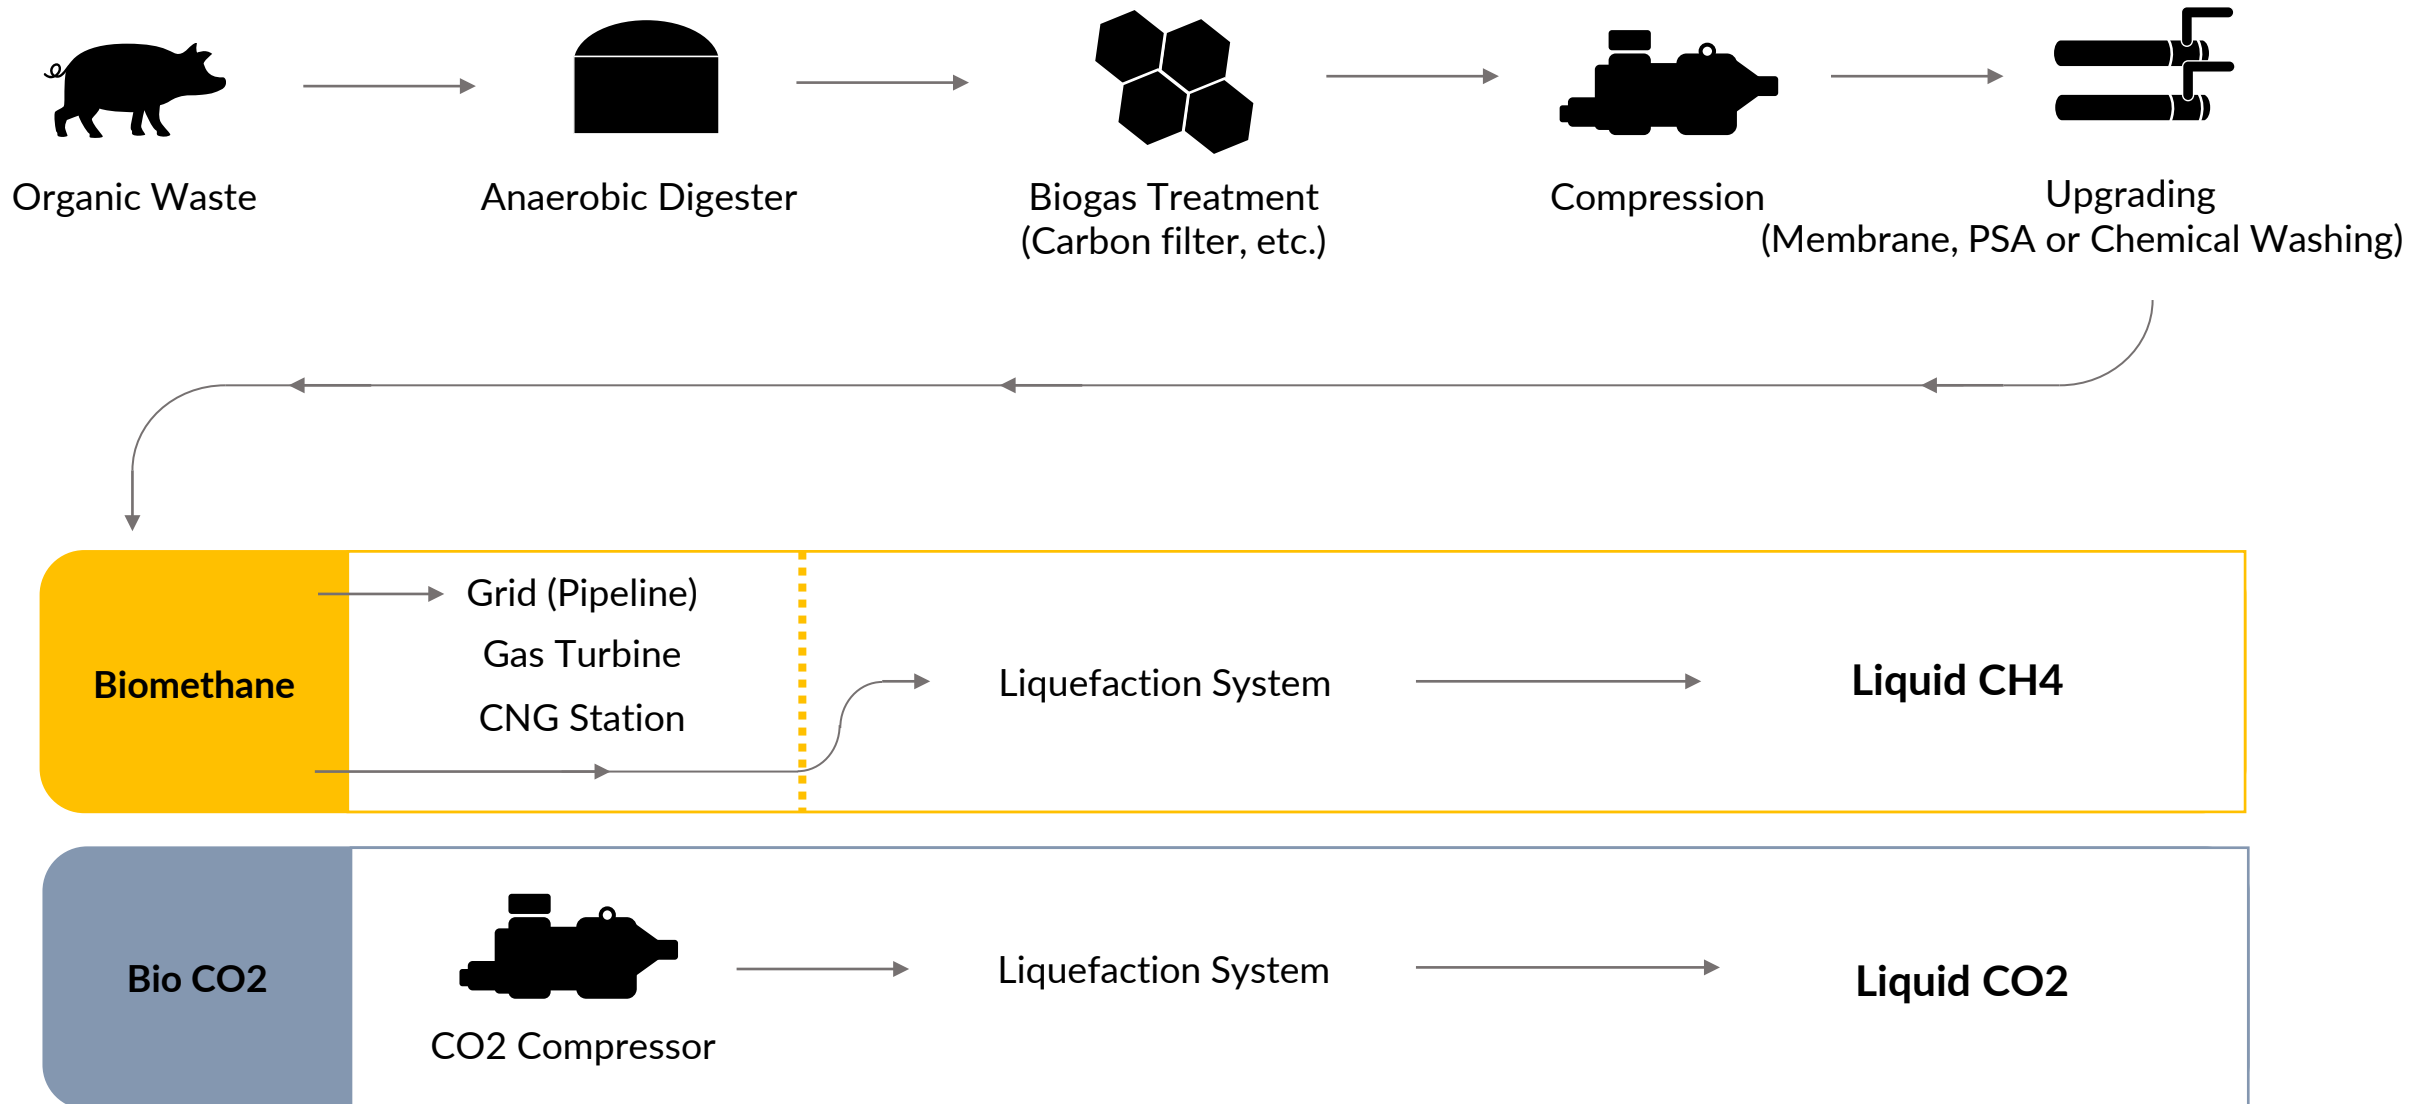 Organic Waste
Anaerobic Digester
Biogas Treatment
(Carbon filter, etc.)
Compression
Upgrading
(Membrane, PSA or Chemical Washing)
Biomethane
Grid (Pipeline)
Gas Turbine
CNG Station
Liquefaction System
Liquid CH4
Bio CO2
CO2 Compressor
Liquefaction System
Liquid CO2